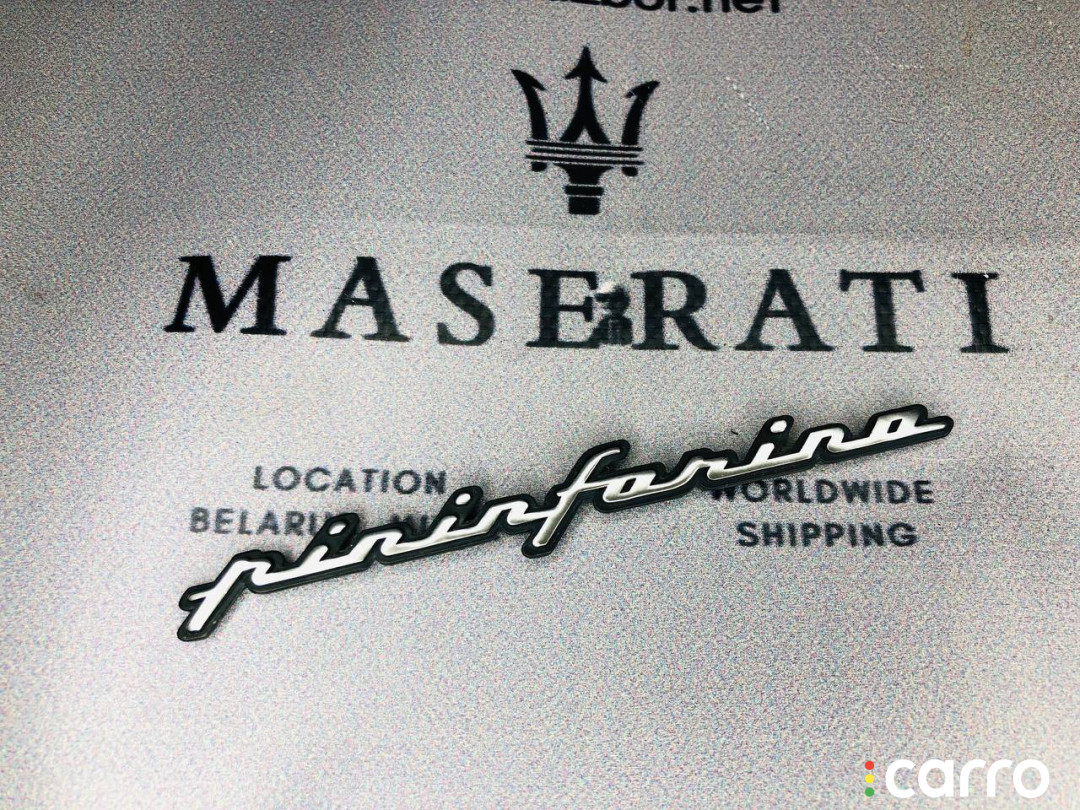 MASERATI
LOCATION
WORLDWIDE
SHIPPING
pininfarina
carro